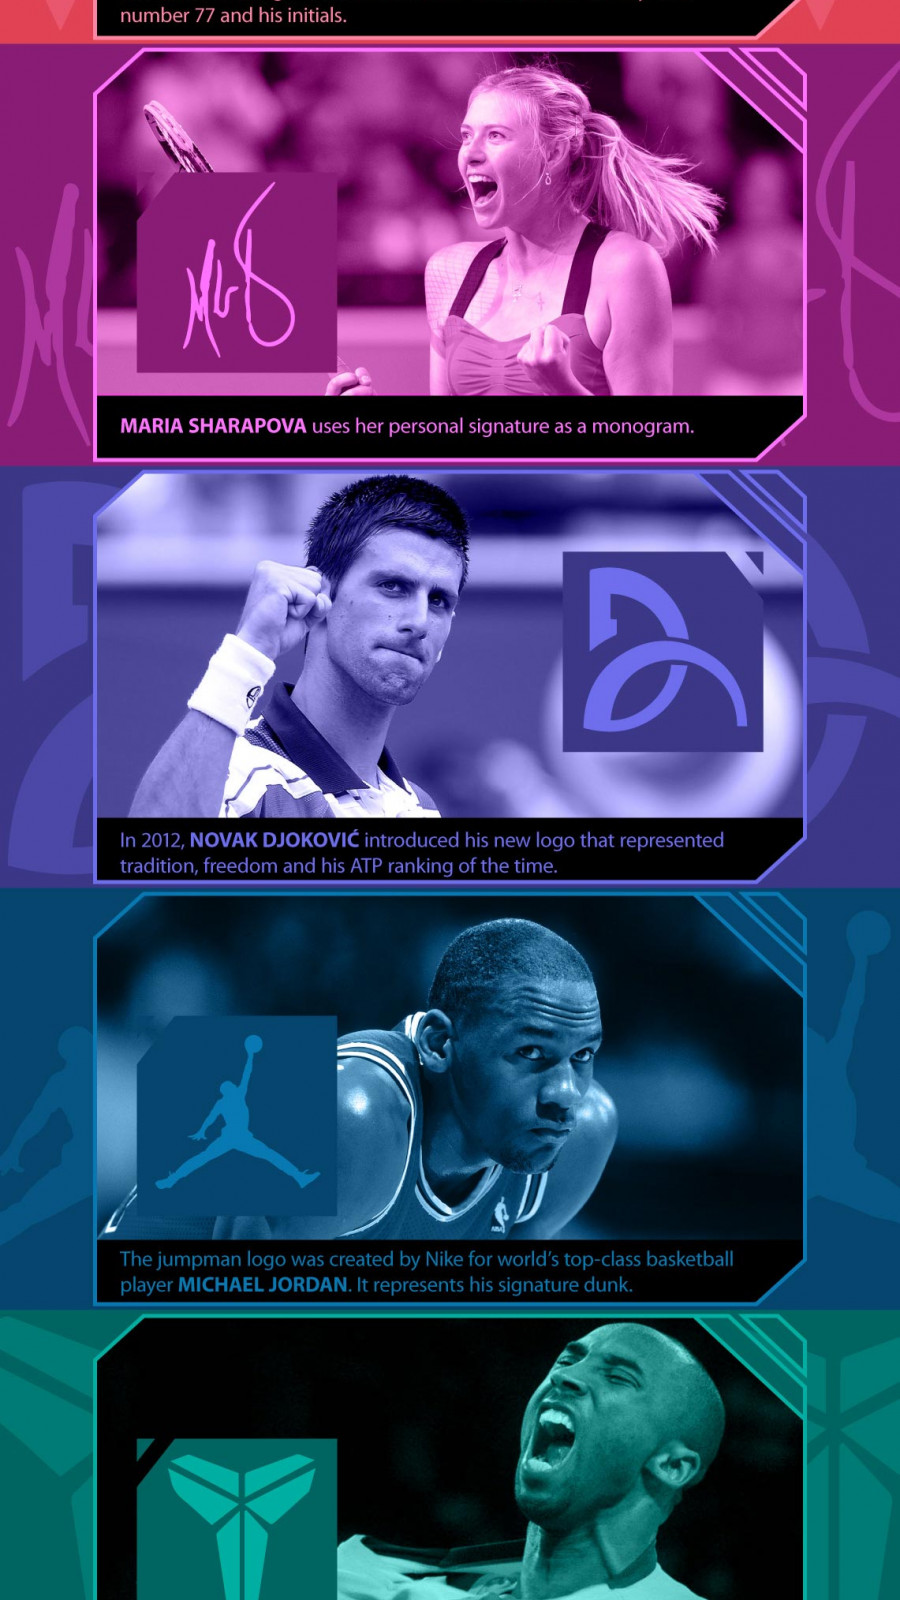 number 77 and his initials.
MARIA SHARAPOVA uses her personal signature as a monogram.
In 2012, NOVAK DJOKOVIĆ introduced his new logo that represented
tradition, freedom and his ATP ranking of the time.
The jumpman logo was created by Nike for world's top-class basketball
player MICHAEL JORDAN. It represents his signature dunk.